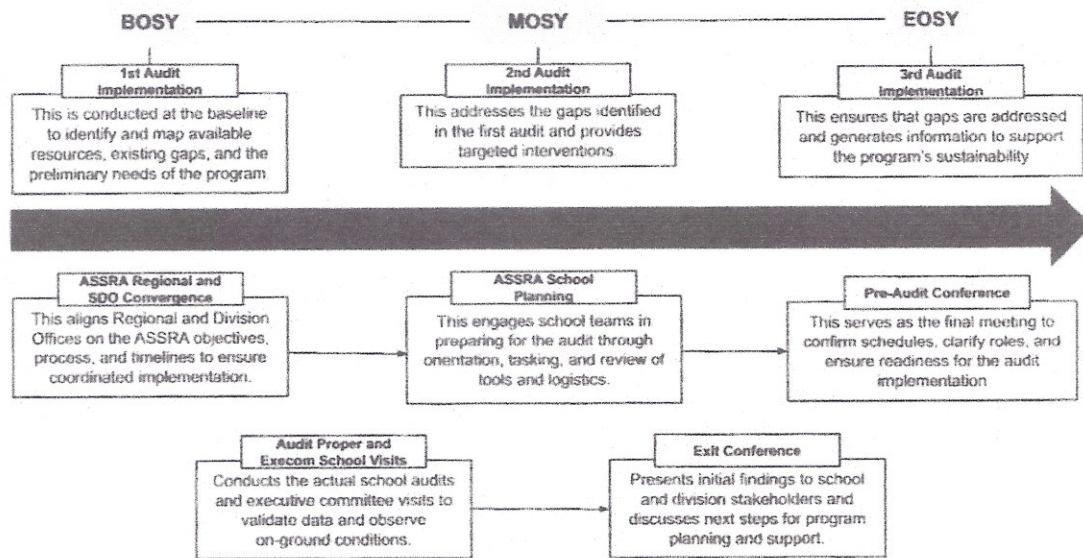 BOSY
MOSY
EOSY
1st Audit
Implementation
This is conducted at the baseline
to identify and map available
resources, existing gaps, and the
preliminary needs of the program
2nd Audit
Implementation
This addresses the gaps identified
in the first audit and provides
targeted interventions
3rd Audit
Implementation
This ensures that gaps are addressed
and generates information to support
the program's sustainability
ASSRA Regional and
SDO Convergence
This aligns Regional and Division
Offices on the ASSRA objectives,
process, and timelines to ensure
coordinated implementation.
ASSRA School
Planning
This engages school teams in
preparing for the audit through
orientation, tasking, and review of
tools and logistics.
Pre-Audit Conference
This serves as the final meeting to
confirm schedules, clarify roles, and
ensure readiness for the audit
implementation
Audit Proper and
Execom School Visits
Conducts the actual school audits
and executive committee visits to
validate data and observe
on-ground conditions.
Exit Conference
Presents initial findings to school
and division stakeholders and
discusses next steps for program
planning and support.